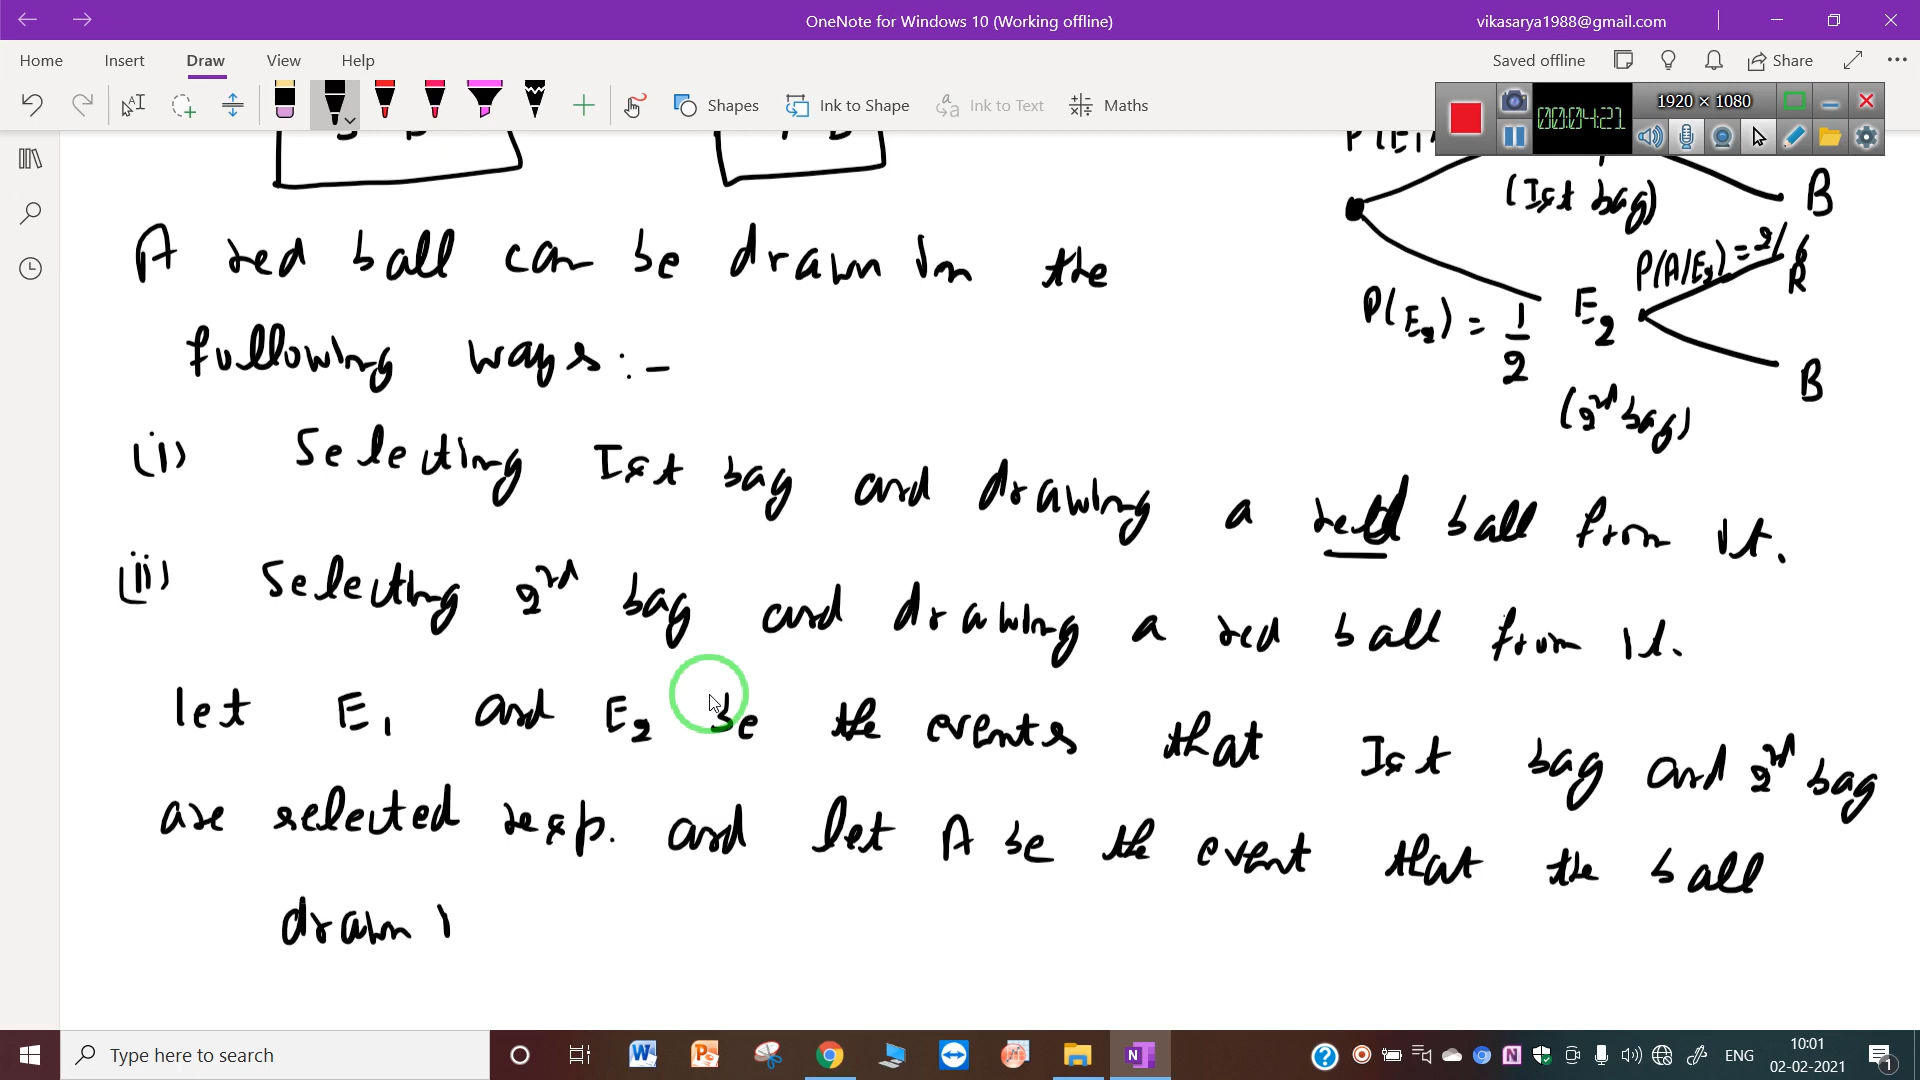 OneNote for Windows 10 (Working offline)
vikasarya1988@gmail.com
Home Insert Draw View Help
Saved offline
Share
Shapes Ink to Shape Ink to Text Maths
00:04:21
1920 × 1080
(Ist bag)
B
P(A/E2) = 2/6
R
P(E2) = 1/2
E2
B
(2nd bag)
A red ball can be drawn in the
following ways :-
(i) Selecting Ist bag and drawing a red ball from it.
(ii) Selecting 2nd bag and drawing a red ball from it.
let E1 and E2 be the events that Ist bag and 2nd bag
are selected resp. and let A be the event that the ball
drawn i
Type here to search
ENG
10:01
02-02-2021
1